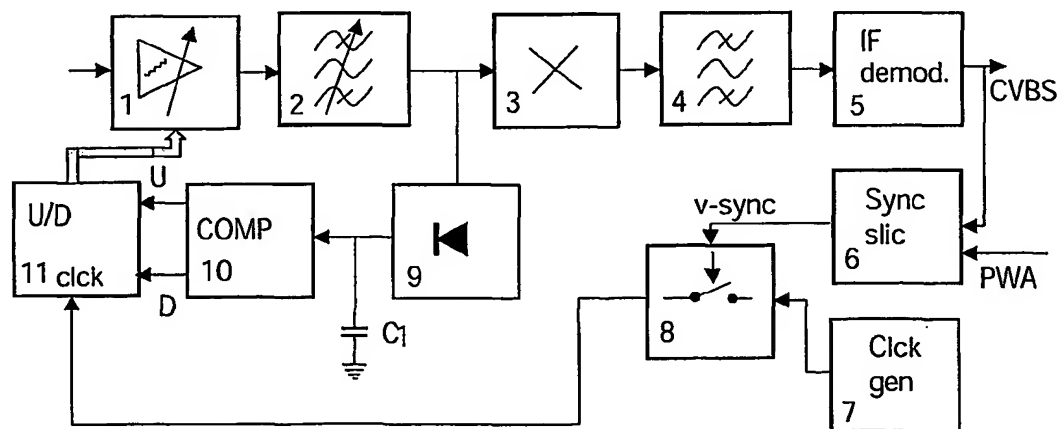 1
2
3
4
IF
demod.
5
CVBS
U
U/D
11 clck
D
COMP
10
9
C1
v-sync
8
Sync
slic
6
PWA
Clck
gen
7